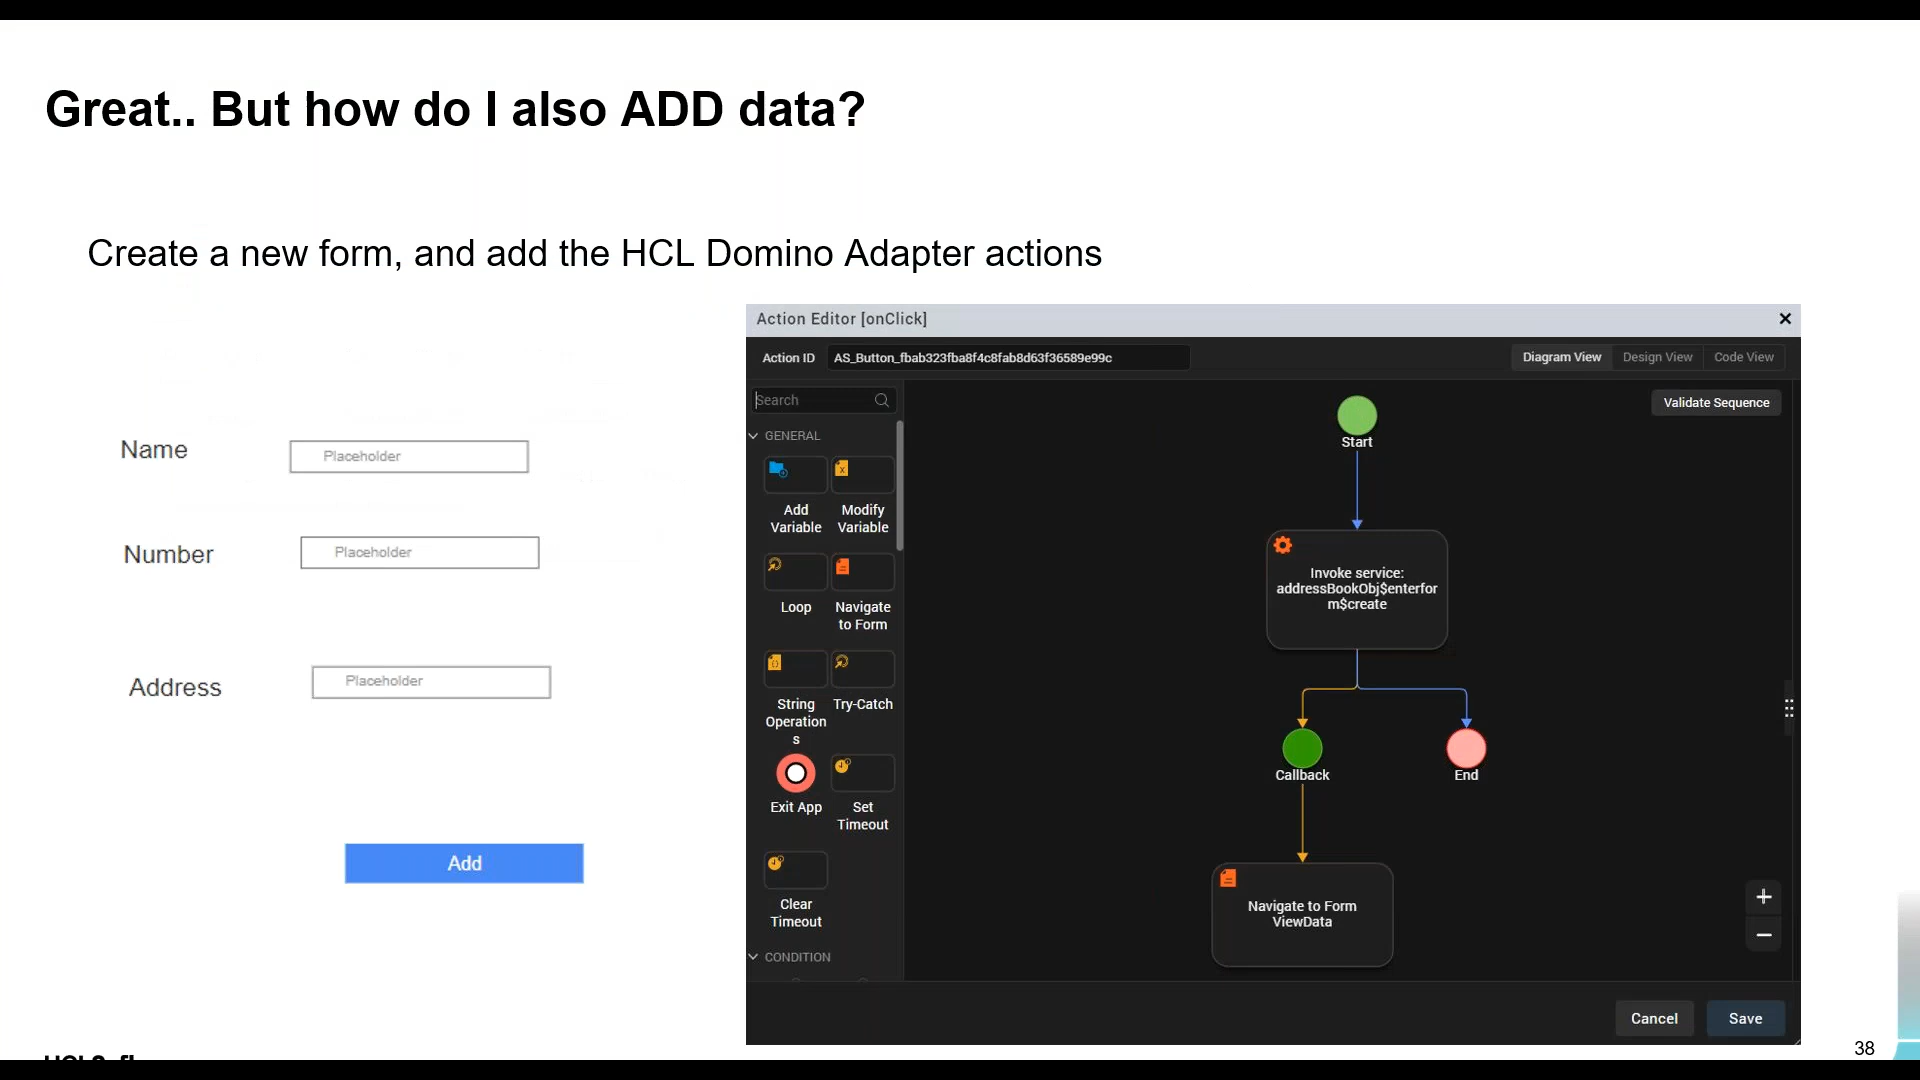 Great.. But how do I also ADD data?
Create a new form, and add the HCL Domino Adapter actions
Name
Placeholder
Number
Placeholder
Address
Placeholder
Add
Action Editor [onClick]
Action ID
AS_Button_fbab323fba8f4c8fab8d63f36589e99c
Diagram View
Design View
Code View
Search
Validate Sequence
GENERAL
Add
Variable
Modify
Variable
Loop
Navigate
to Form
String
Operation
s
Try-Catch
Exit App
Set
Timeout
Clear
Timeout
CONDITION
Start
Invoke service:
addressBookObj$enterfor
m$create
Callback
End
Navigate to Form
ViewData
Cancel
Save
38